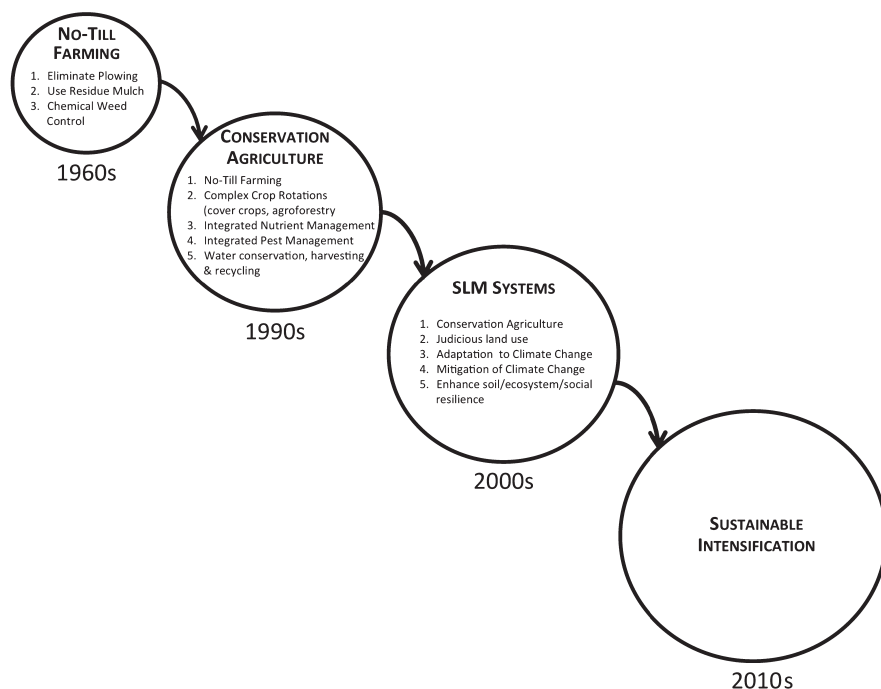 NO-TILL
FARMING
1. Eliminate Plowing
2. Use Residue Mulch
3. Chemical Weed
Control
1960s
CONSERVATION
AGRICULTURE
1. No-Till Farming
2. Complex Crop Rotations
(cover crops, agroforestry
3. Integrated Nutrient Management
4. Integrated Pest Management
5. Water conservation, harvesting
& recycling
1990s
SLM SYSTEMS
1. Conservation Agriculture
2. Judicious land use
3. Adaptation to Climate Change
4. Mitigation of Climate Change
5. Enhance soil/ecosystem/social
resilience
2000s
SUSTAINABLE
INTENSIFICATION
2010s